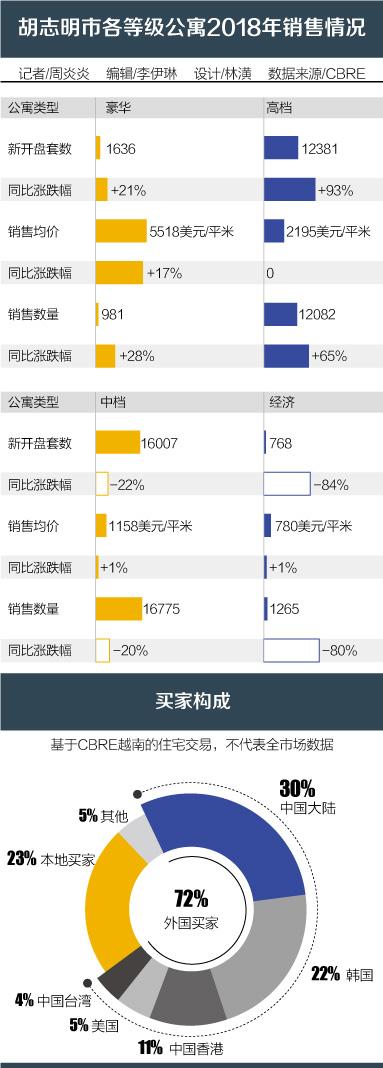 胡志明市各等级公寓2018年销售情况
记者/周炎炎 编辑/李伊琳 设计/林潢 数据来源/CBRE
公寓类型 豪华 高档
新开盘套数 1636 12381
同比涨跌幅 +21% +93%
销售均价 5518美元/平米 2195美元/平米
同比涨跌幅 +17% 0
销售数量 981 12082
同比涨跌幅 +28% +65%
公寓类型 中档 经济
新开盘套数 16007 768
同比涨跌幅 -22% -84%
销售均价 1158美元/平米 780美元/平米
同比涨跌幅 +1% +1%
销售数量 16775 1265
同比涨跌幅 -20% -80%
买家构成
基于CBRE越南的住宅交易，不代表全市场数据
30%
中国大陆
5% 其他
23% 本地买家
72%
外国买家
22% 韩国
4% 中国台湾
5% 美国
11% 中国香港